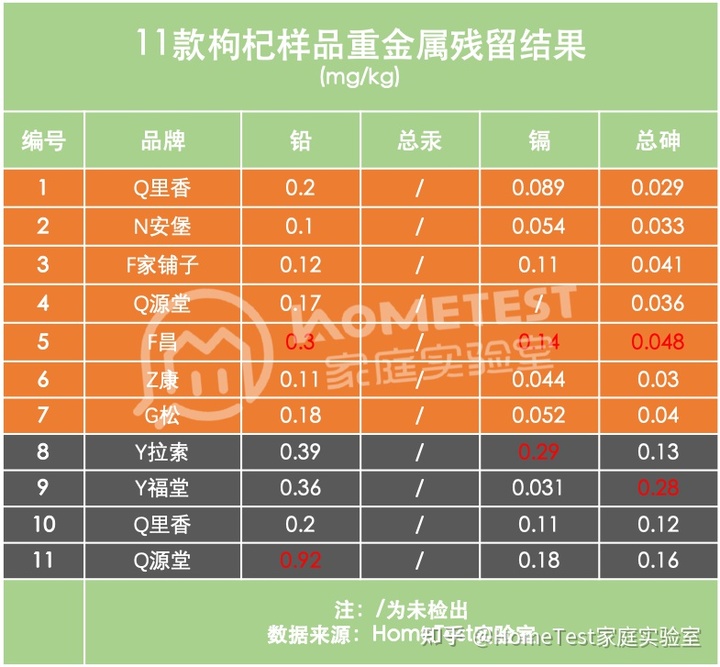 11款枸杞样品重金属残留结果
(mg/kg)
编号 品牌 铅 总汞 镉 总砷
1 Q里香 0.2 / 0.089 0.029
2 N安堡 0.1 / 0.054 0.033
3 F家铺子 0.12 / 0.11 0.041
4 Q源堂 0.17 / / 0.036
5 F昌 0.3 / 0.14 0.048
6 Z康 0.11 / 0.044 0.03
7 G松 0.18 / 0.052 0.04
8 Y拉索 0.39 / 0.29 0.13
9 Y福堂 0.36 / 0.031 0.28
10 Q里香 0.2 / 0.11 0.12
11 Q源堂 0.92 / 0.18 0.16
HOMETEST
家庭实验室
注：/为未检出
数据来源：HomeTest实验室
知乎 @HomeTest家庭实验室